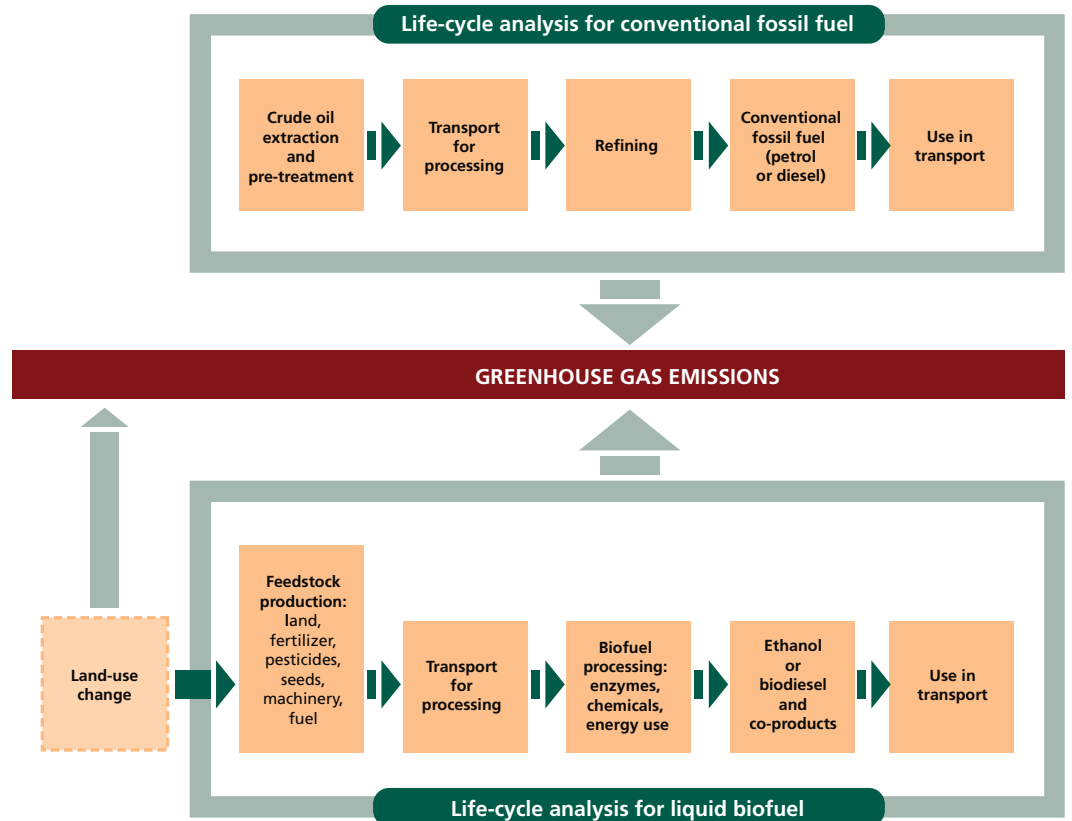 Life-cycle analysis for conventional fossil fuel
Crude oil
extraction
and
pre-treatment
Transport
for
processing
Refining
Conventional
fossil fuel
(petrol
or diesel)
Use in
transport
GREENHOUSE GAS EMISSIONS
Land-use
change
Feedstock
production:
land,
fertilizer,
pesticides,
seeds,
machinery,
fuel
Transport
for
processing
Biofuel
processing:
enzymes,
chemicals,
energy use
Ethanol
or
biodiesel
and
co-products
Use in
transport
Life-cycle analysis for liquid biofuel